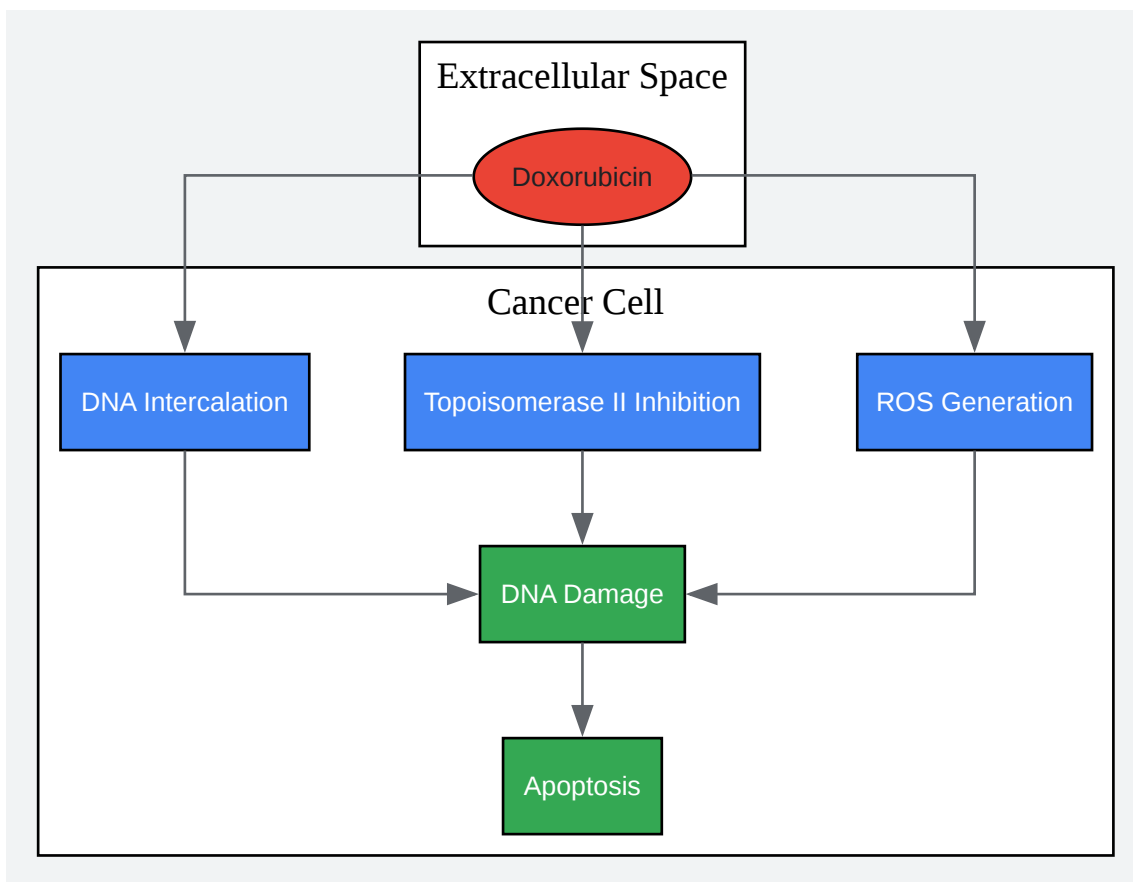 Extracellular Space
Doxorubicin
Cancer Cell
DNA Intercalation
Topoisomerase II Inhibition
ROS Generation
DNA Damage
Apoptosis